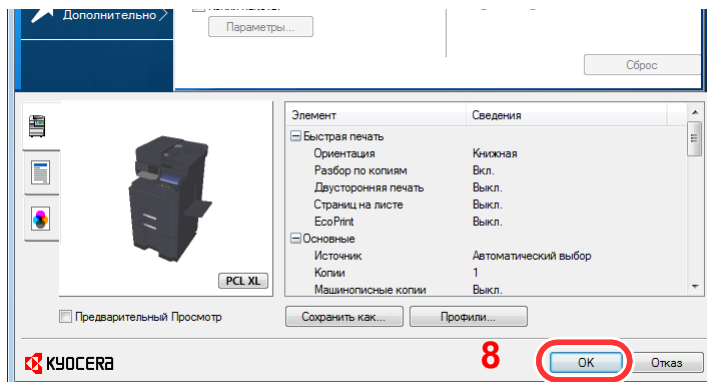 Дополнительно
Параметры...
Сброс
Элемент Сведения
Быстрая печать
Ориентация Книжная
Разбор по копиям Вкл.
Двусторонняя печать Выкл.
Страниц на листе Выкл.
EcoPrint Выкл.
Основные
Источник Автоматический выбор
Копии 1
Машинописные копии Выкл.
PCL XL
Предварительный Просмотр Сохранить как... Профили...
KYOCERA 8 OK Отказ